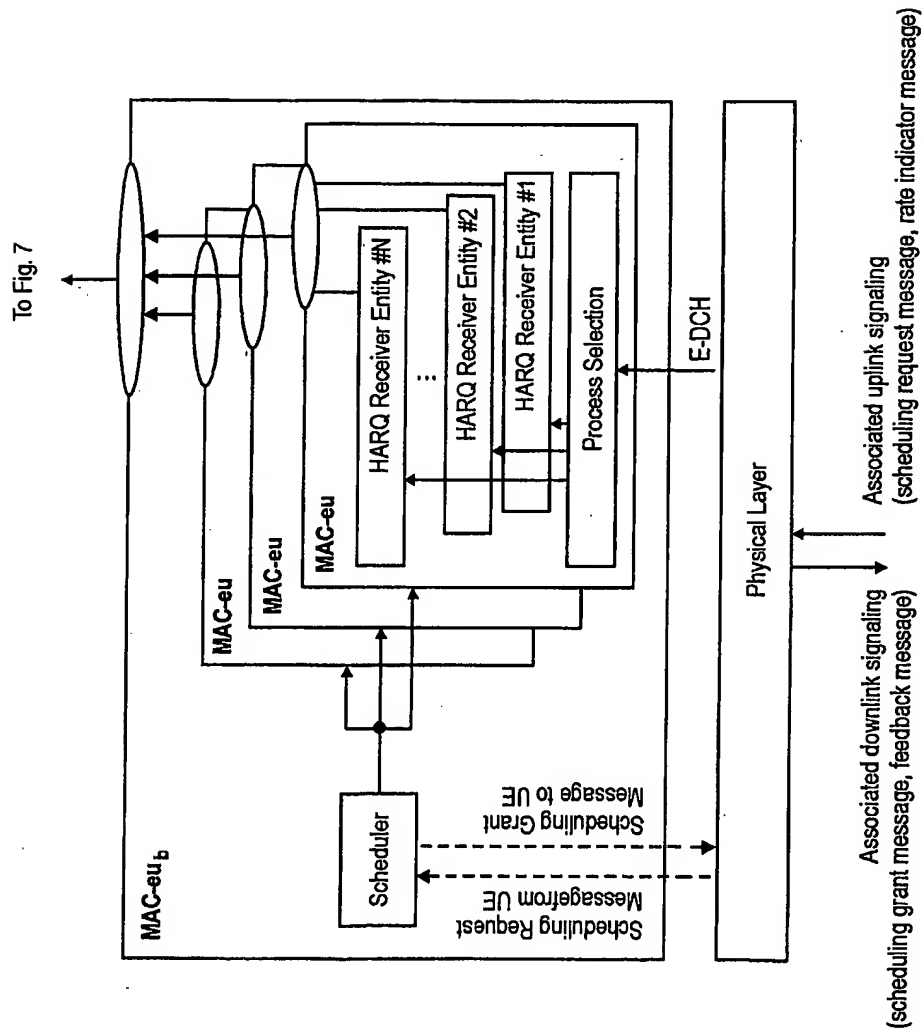 To Fig. 7
MAC-eu_b
MAC-eu
MAC-eu
MAC-eu
HARQ Receiver Entity #N
...
HARQ Receiver Entity #2
HARQ Receiver Entity #1
Process Selection
Scheduler
Scheduling Request
Messagefrom UE
Scheduling Grant
Message to UE
E-DCH
Physical Layer
Associated downlink signaling
(scheduling grant message, feedback message)
Associated uplink signaling
(scheduling request message, rate indicator message)